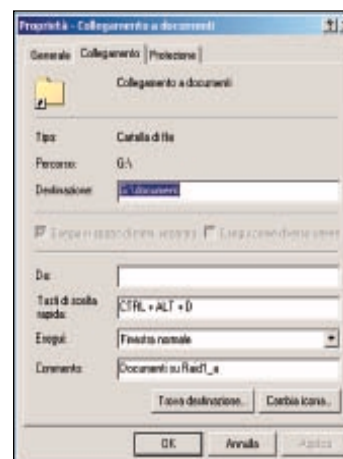 Proprietà - Collegamento a documenti
Generale Collegamento Protezione
Collegamento a documenti
Tipo: Cartella di file
Percorso: G:\
Destinazione:
Da:
Tasti di scelta rapida: CTRL + ALT + D
Esegui: Finestra normale
Commento: Documenti su Raid1_a
Trova destinazione... Cambia icona...
OK Annulla Applica